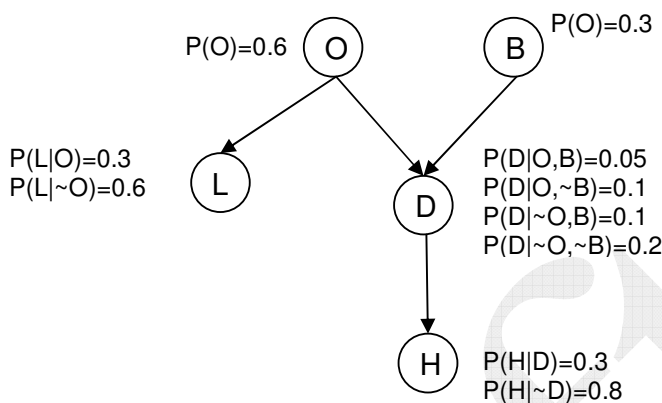 P(O)=0.6
O
B
P(O)=0.3
P(L|O)=0.3
P(L|~O)=0.6
L
D
P(D|O,B)=0.05
P(D|O,~B)=0.1
P(D|~O,B)=0.1
P(D|~O,~B)=0.2
H
P(H|D)=0.3
P(H|~D)=0.8